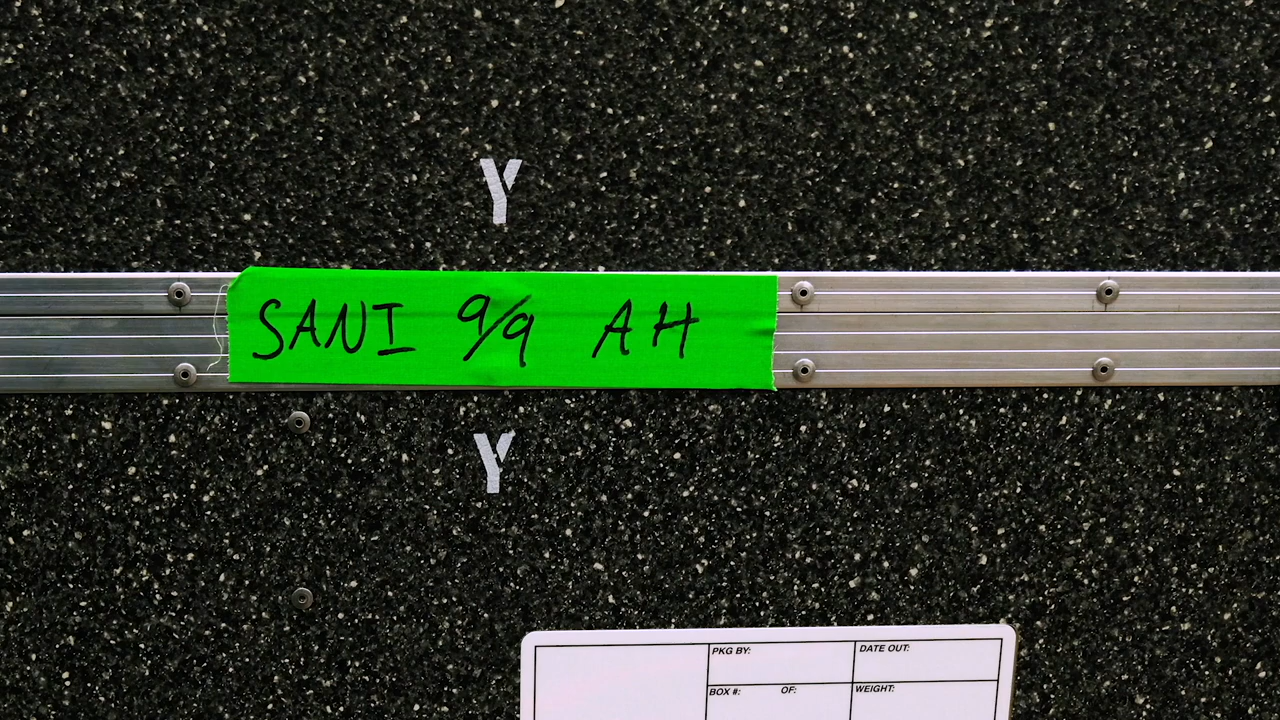 Y
SANI 9/9 AH
Y
PKG BY: DATE OUT:
BOX #: OF: WEIGHT: